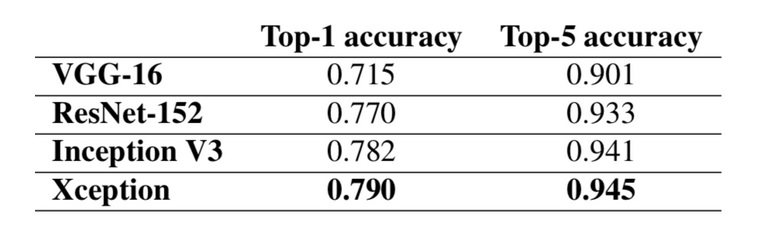 Top-1 accuracy Top-5 accuracy
VGG-16 0.715 0.901
ResNet-152 0.770 0.933
Inception V3 0.782 0.941
Xception 0.790 0.945